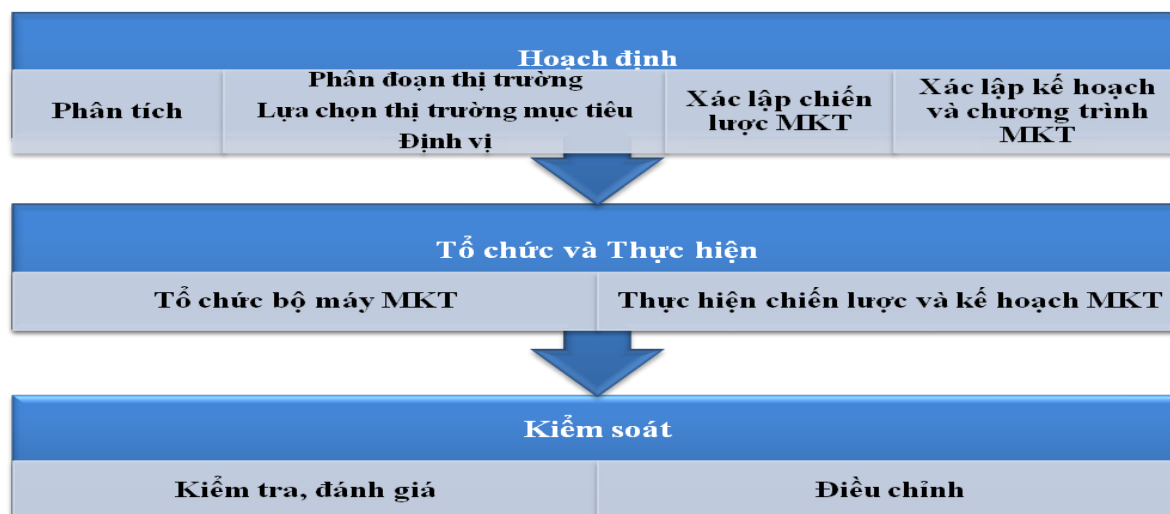 Hoạch định
Phân tích
Phân đoạn thị trường
Lựa chọn thị trường mục tiêu
Định vị
Xác lập chiến
lược MKT
Xác lập kế hoạch
và chương trình
MKT
Tổ chức và Thực hiện
Tổ chức bộ máy MKT
Thực hiện chiến lược và kế hoạch MKT
Kiểm soát
Kiểm tra, đánh giá
Điều chỉnh